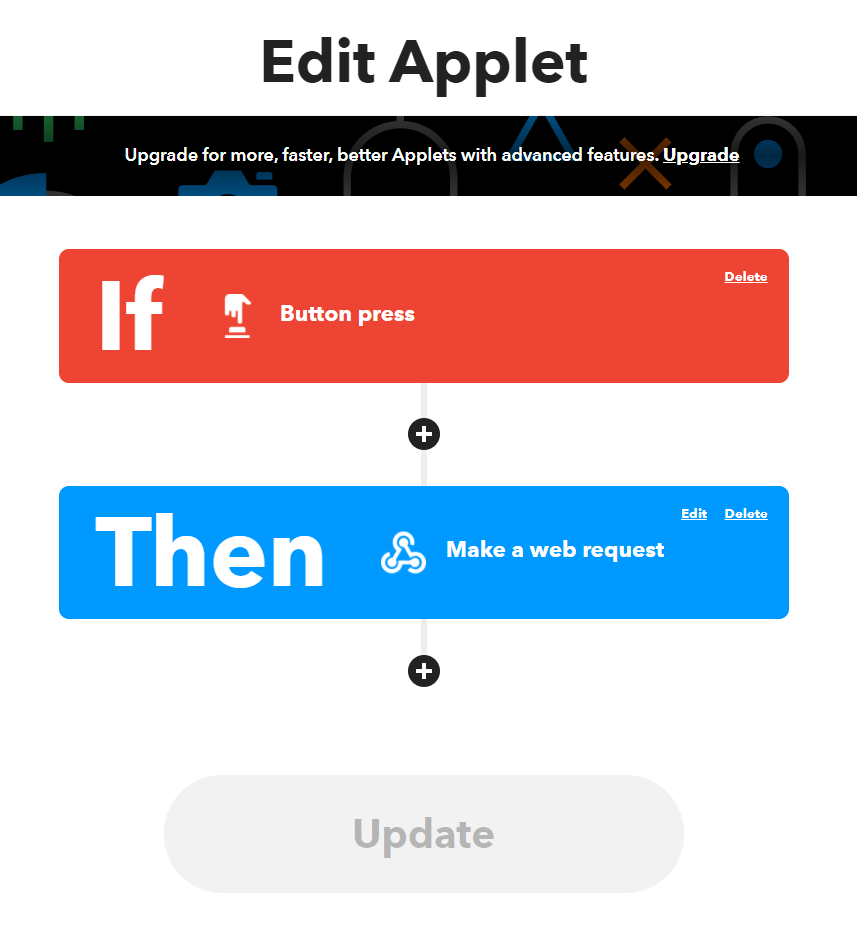 Edit Applet
Upgrade for more, faster, better Applets with advanced features. Upgrade
Delete
If Button press
Edit Delete
Then Make a web request
Update